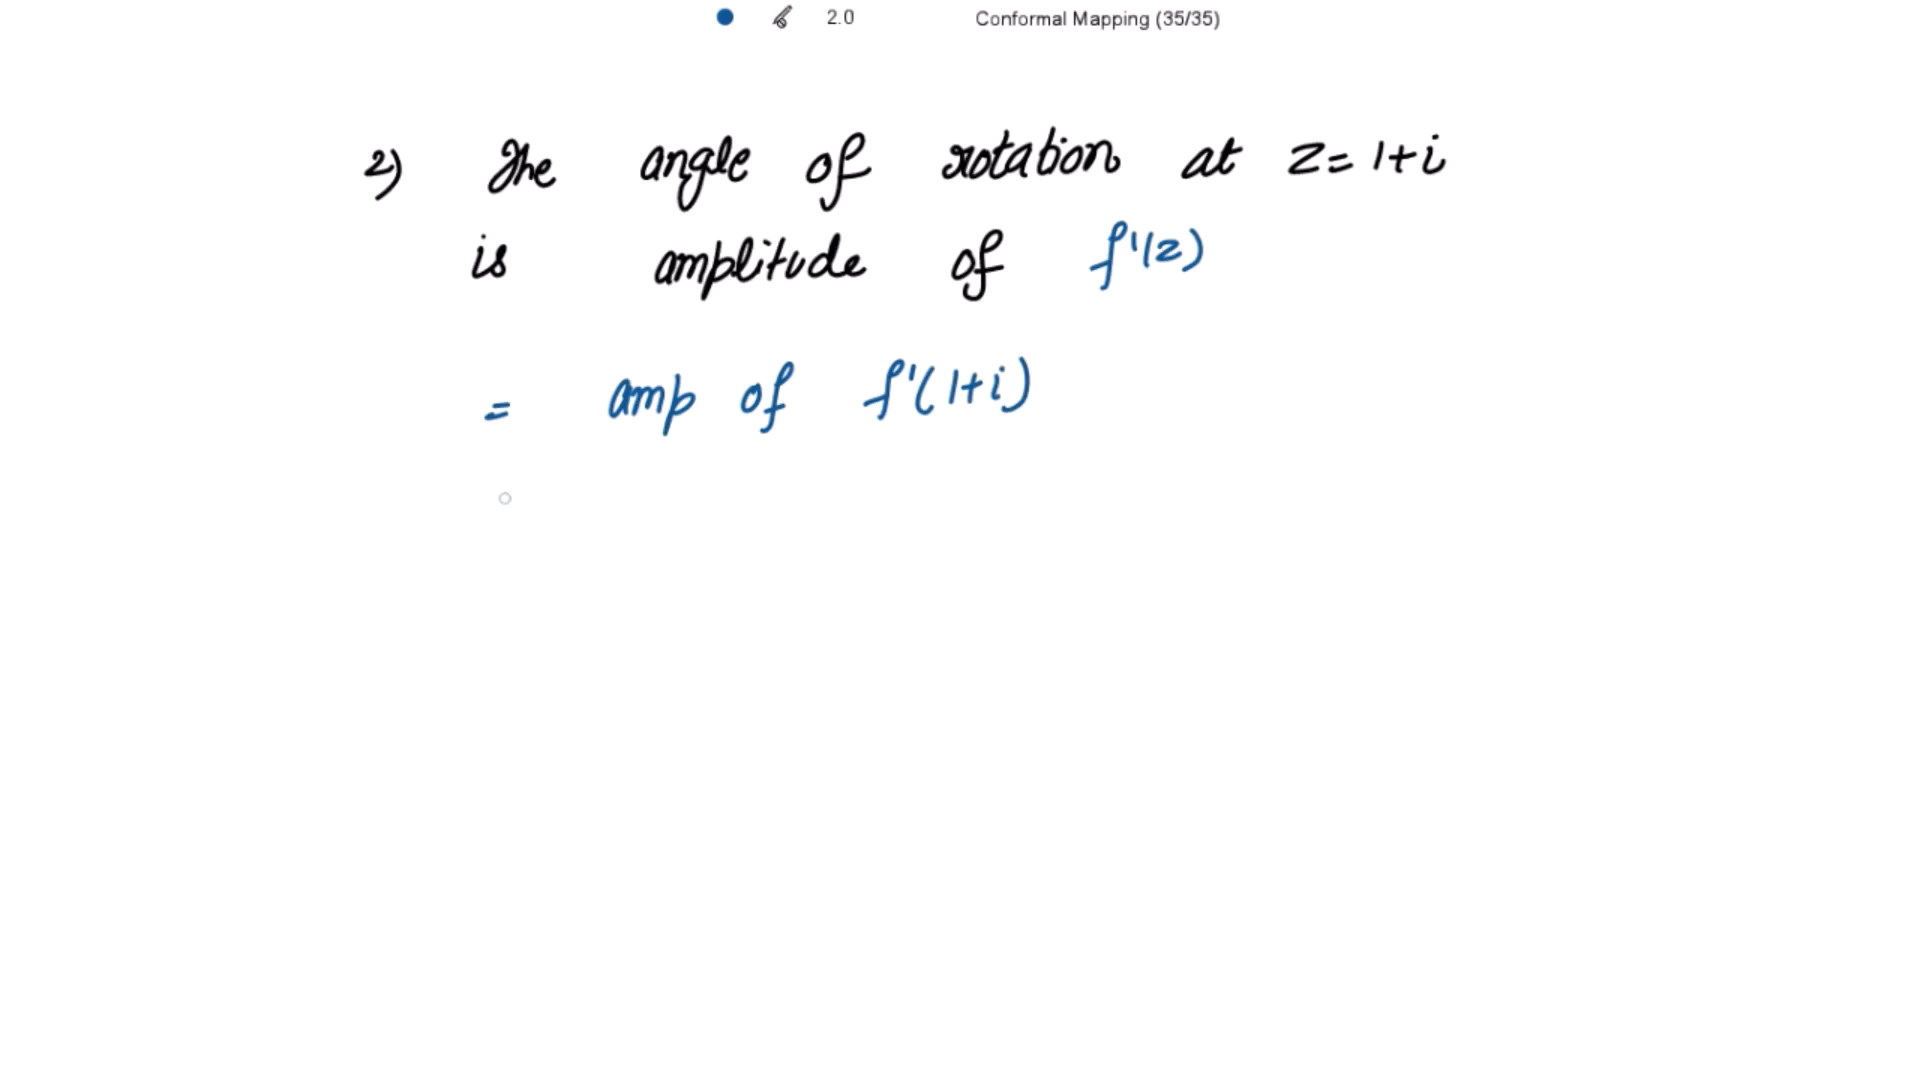 2.0 Conformal Mapping (35/35)
2) The angle of rotation at z=1+i
is amplitude of f'(z)
= amp of f'(1+i)